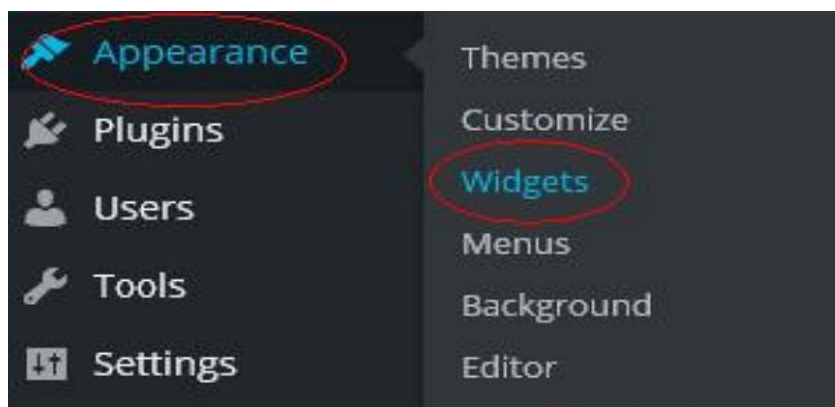 Appearance
Plugins
Users
Tools
Settings
Themes
Customize
Widgets
Menus
Background
Editor